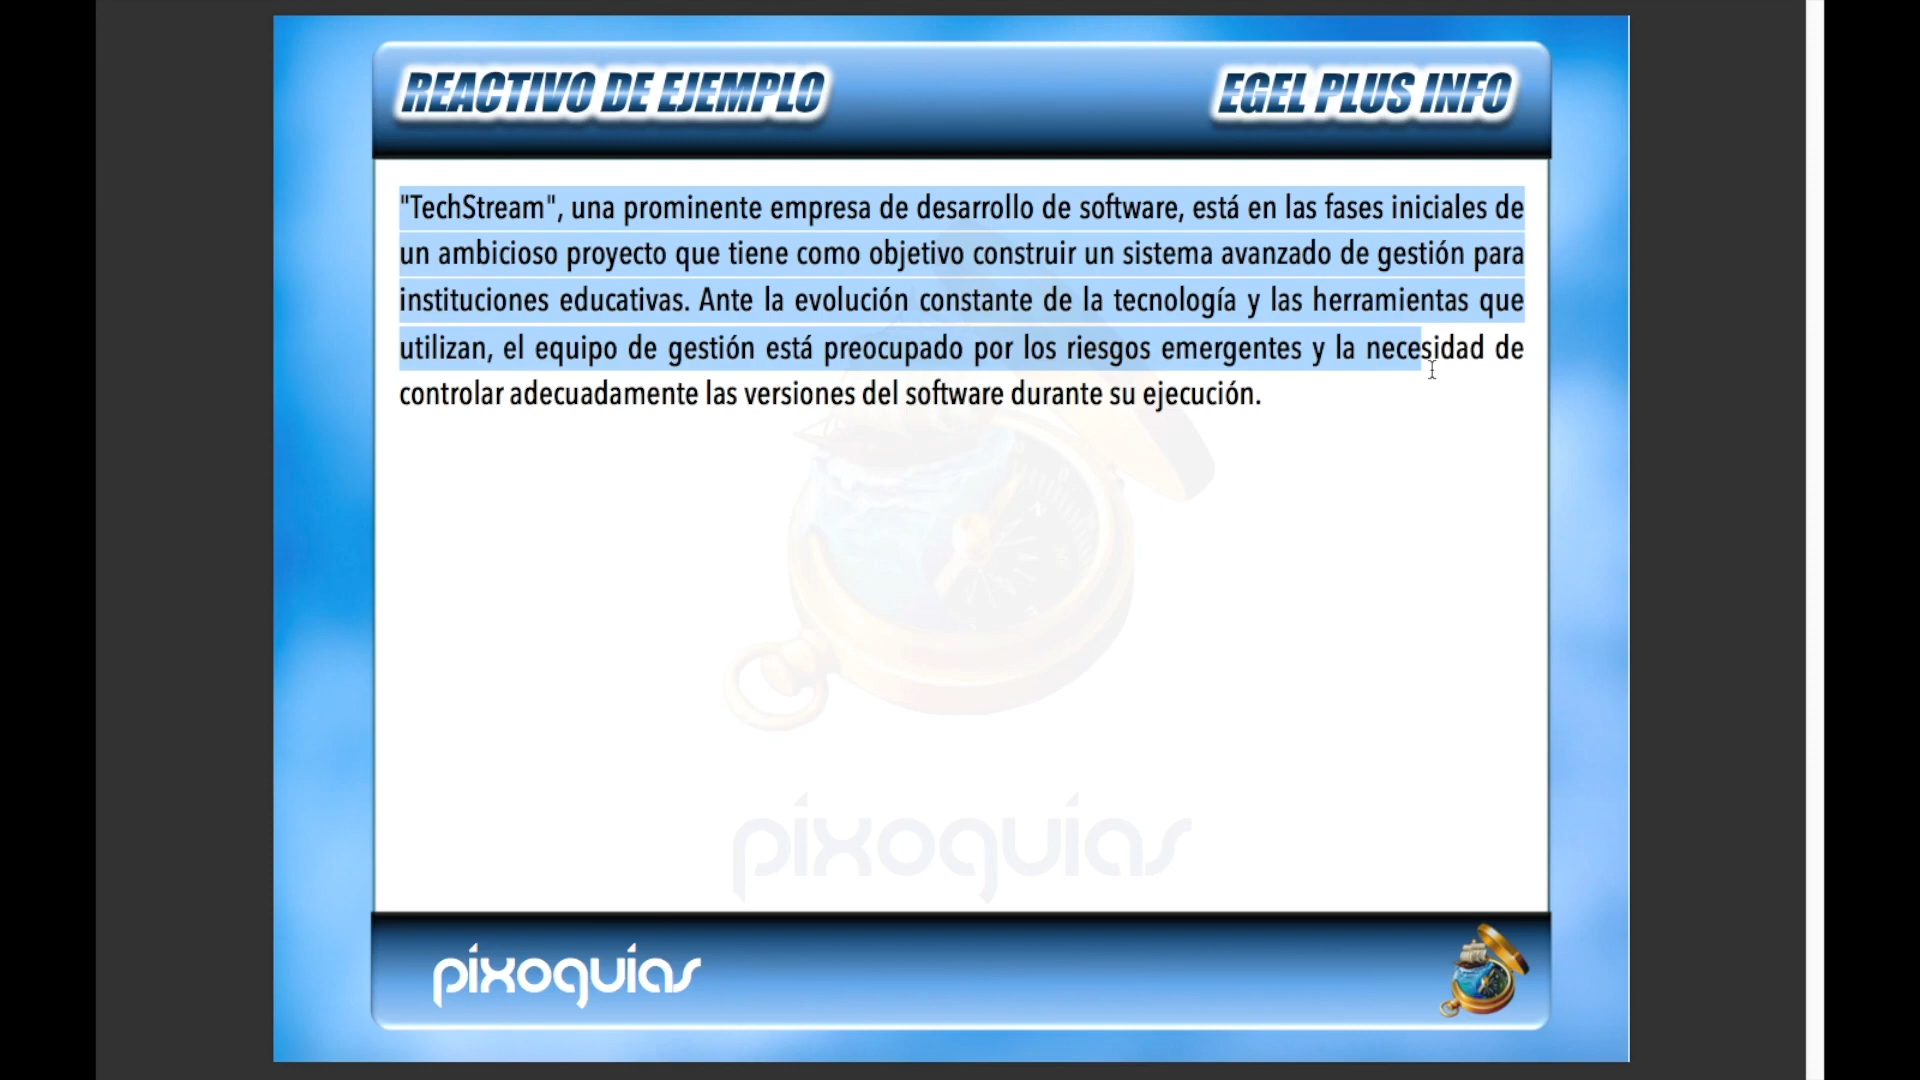 REACTIVO DE EJEMPLO
EGEL PLUS INFO
"TechStream", una prominente empresa de desarrollo de software, está en las fases iniciales de
un ambicioso proyecto que tiene como objetivo construir un sistema avanzado de gestión para
instituciones educativas. Ante la evolución constante de la tecnología y las herramientas que
utilizan, el equipo de gestión está preocupado por los riesgos emergentes y la necesidad de
controlar adecuadamente las versiones del software durante su ejecución.
pixoguías
pixoguías